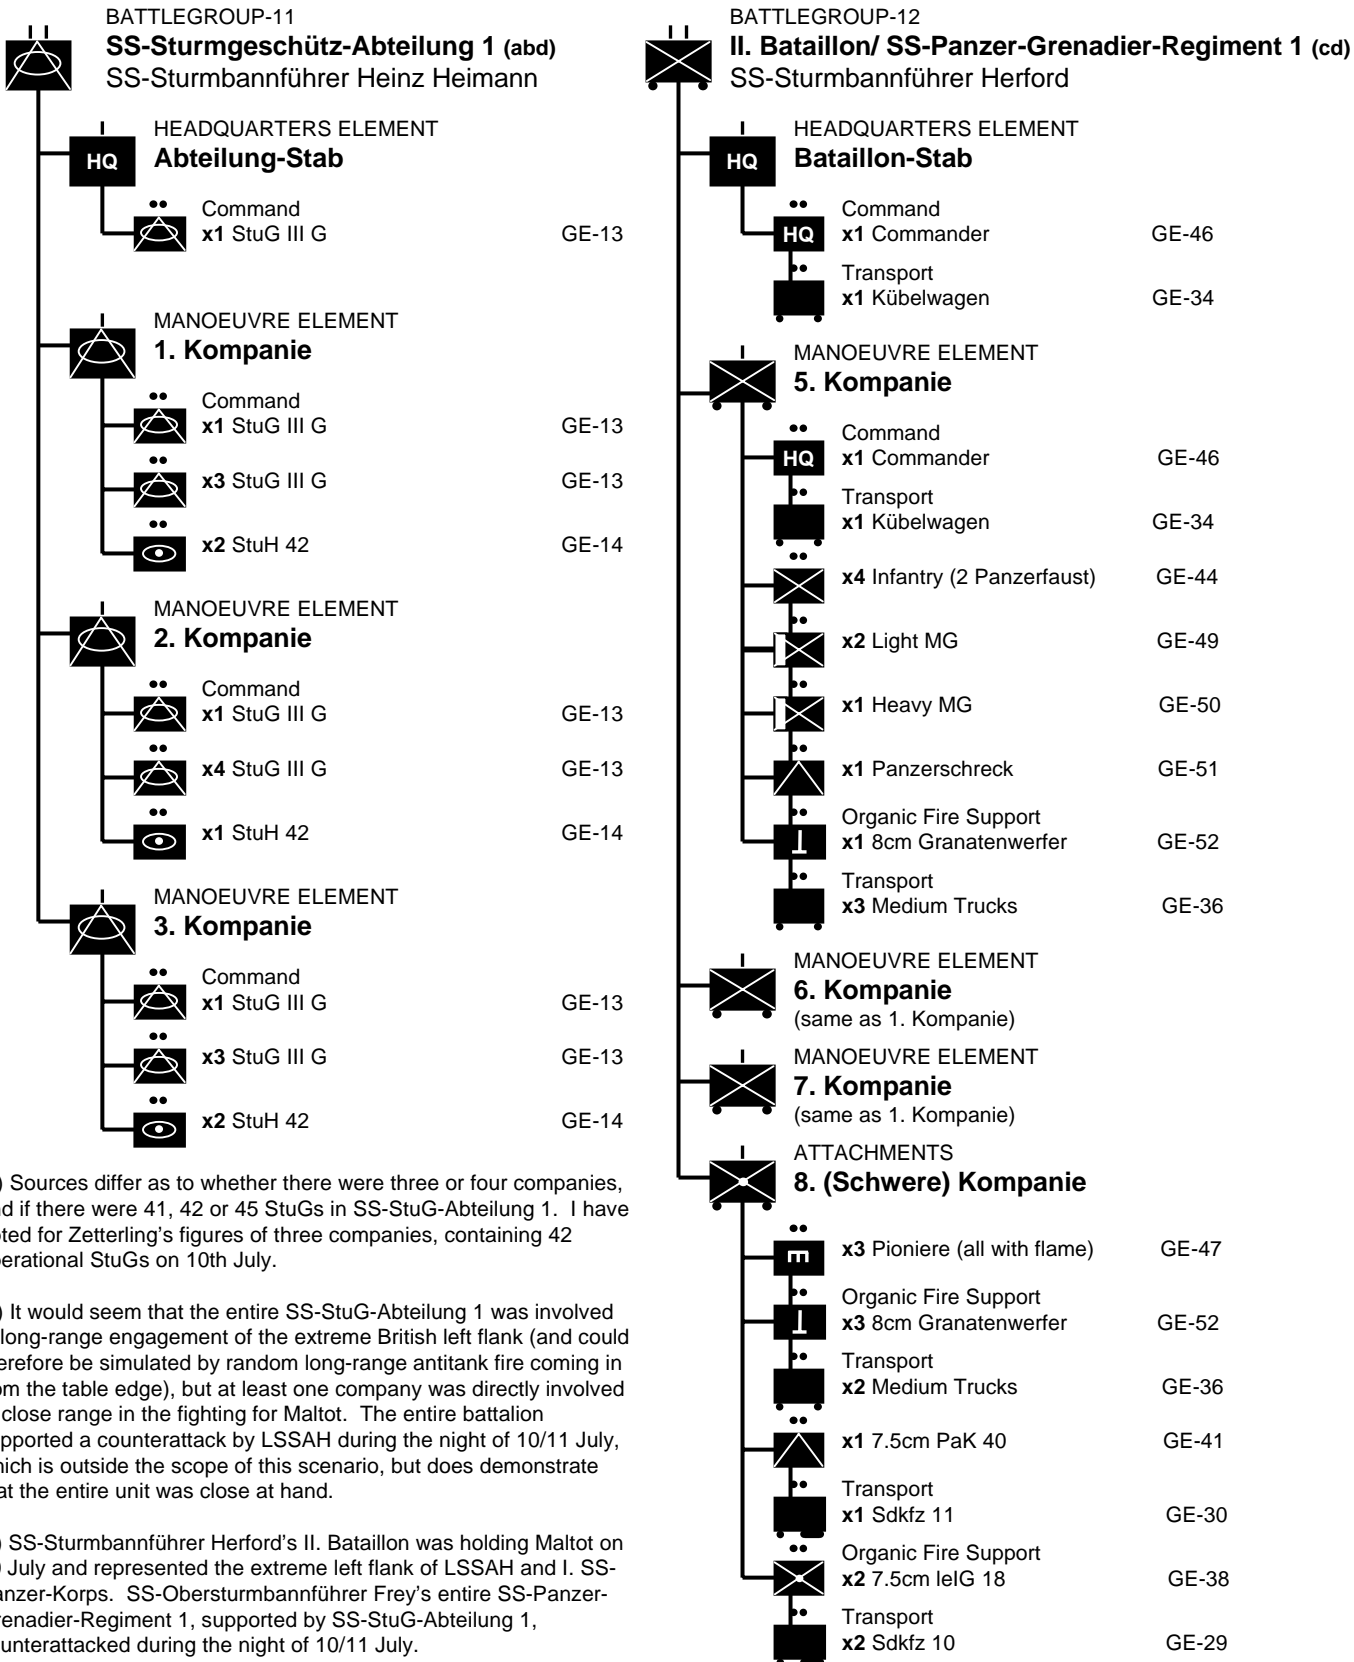 BATTLEGROUP-11
SS-Sturmgeschütz-Abteilung 1 (abd)
SS-Sturmbannführer Heinz Heimann
HEADQUARTERS ELEMENT
HQ Abteilung-Stab
Command
x1 StuG III G GE-13
MANOEUVRE ELEMENT
1. Kompanie
Command
x1 StuG III G GE-13
x3 StuG III G GE-13
x2 StuH 42 GE-14
MANOEUVRE ELEMENT
2. Kompanie
Command
x1 StuG III G GE-13
x4 StuG III G GE-13
x1 StuH 42 GE-14
MANOEUVRE ELEMENT
3. Kompanie
Command
x1 StuG III G GE-13
x3 StuG III G GE-13
x2 StuH 42 GE-14
) Sources differ as to whether there were three or four companies,
nd if there were 41, 42 or 45 StuGs in SS-StuG-Abteilung 1. I have
oted for Zetterling's figures of three companies, containing 42
perational StuGs on 10th July.
) It would seem that the entire SS-StuG-Abteilung 1 was involved
long-range engagement of the extreme British left flank (and could
erefore be simulated by random long-range antitank fire coming in
om the table edge), but at least one company was directly involved
close range in the fighting for Maltot. The entire battalion
upported a counterattack by LSSAH during the night of 10/11 July,
hich is outside the scope of this scenario, but does demonstrate
at the entire unit was close at hand.
) SS-Sturmbannführer Herford's II. Bataillon was holding Maltot on
) July and represented the extreme left flank of LSSAH and I. SS-
anzer-Korps. SS-Obersturmbannführer Frey's entire SS-Panzer-
renadier-Regiment 1, supported by SS-StuG-Abteilung 1,
ounterattacked during the night of 10/11 July.
BATTLEGROUP-12
II. Bataillon/ SS-Panzer-Grenadier-Regiment 1 (cd)
SS-Sturmbannführer Herford
HEADQUARTERS ELEMENT
HQ Bataillon-Stab
Command
HQ x1 Commander GE-46
Transport
x1 Kübelwagen GE-34
MANOEUVRE ELEMENT
5. Kompanie
Command
HQ x1 Commander GE-46
Transport
x1 Kübelwagen GE-34
x4 Infantry (2 Panzerfaust) GE-44
x2 Light MG GE-49
x1 Heavy MG GE-50
x1 Panzerschreck GE-51
Organic Fire Support
x1 8cm Granatenwerfer GE-52
Transport
x3 Medium Trucks GE-36
MANOEUVRE ELEMENT
6. Kompanie
(same as 1. Kompanie)
MANOEUVRE ELEMENT
7. Kompanie
(same as 1. Kompanie)
ATTACHMENTS
8. (Schwere) Kompanie
x3 Pioniere (all with flame) GE-47
Organic Fire Support
x3 8cm Granatenwerfer GE-52
Transport
x2 Medium Trucks GE-36
x1 7.5cm PaK 40 GE-41
Transport
x1 Sdkfz 11 GE-30
Organic Fire Support
x2 7.5cm leIG 18 GE-38
Transport
x2 Sdkfz 10 GE-29